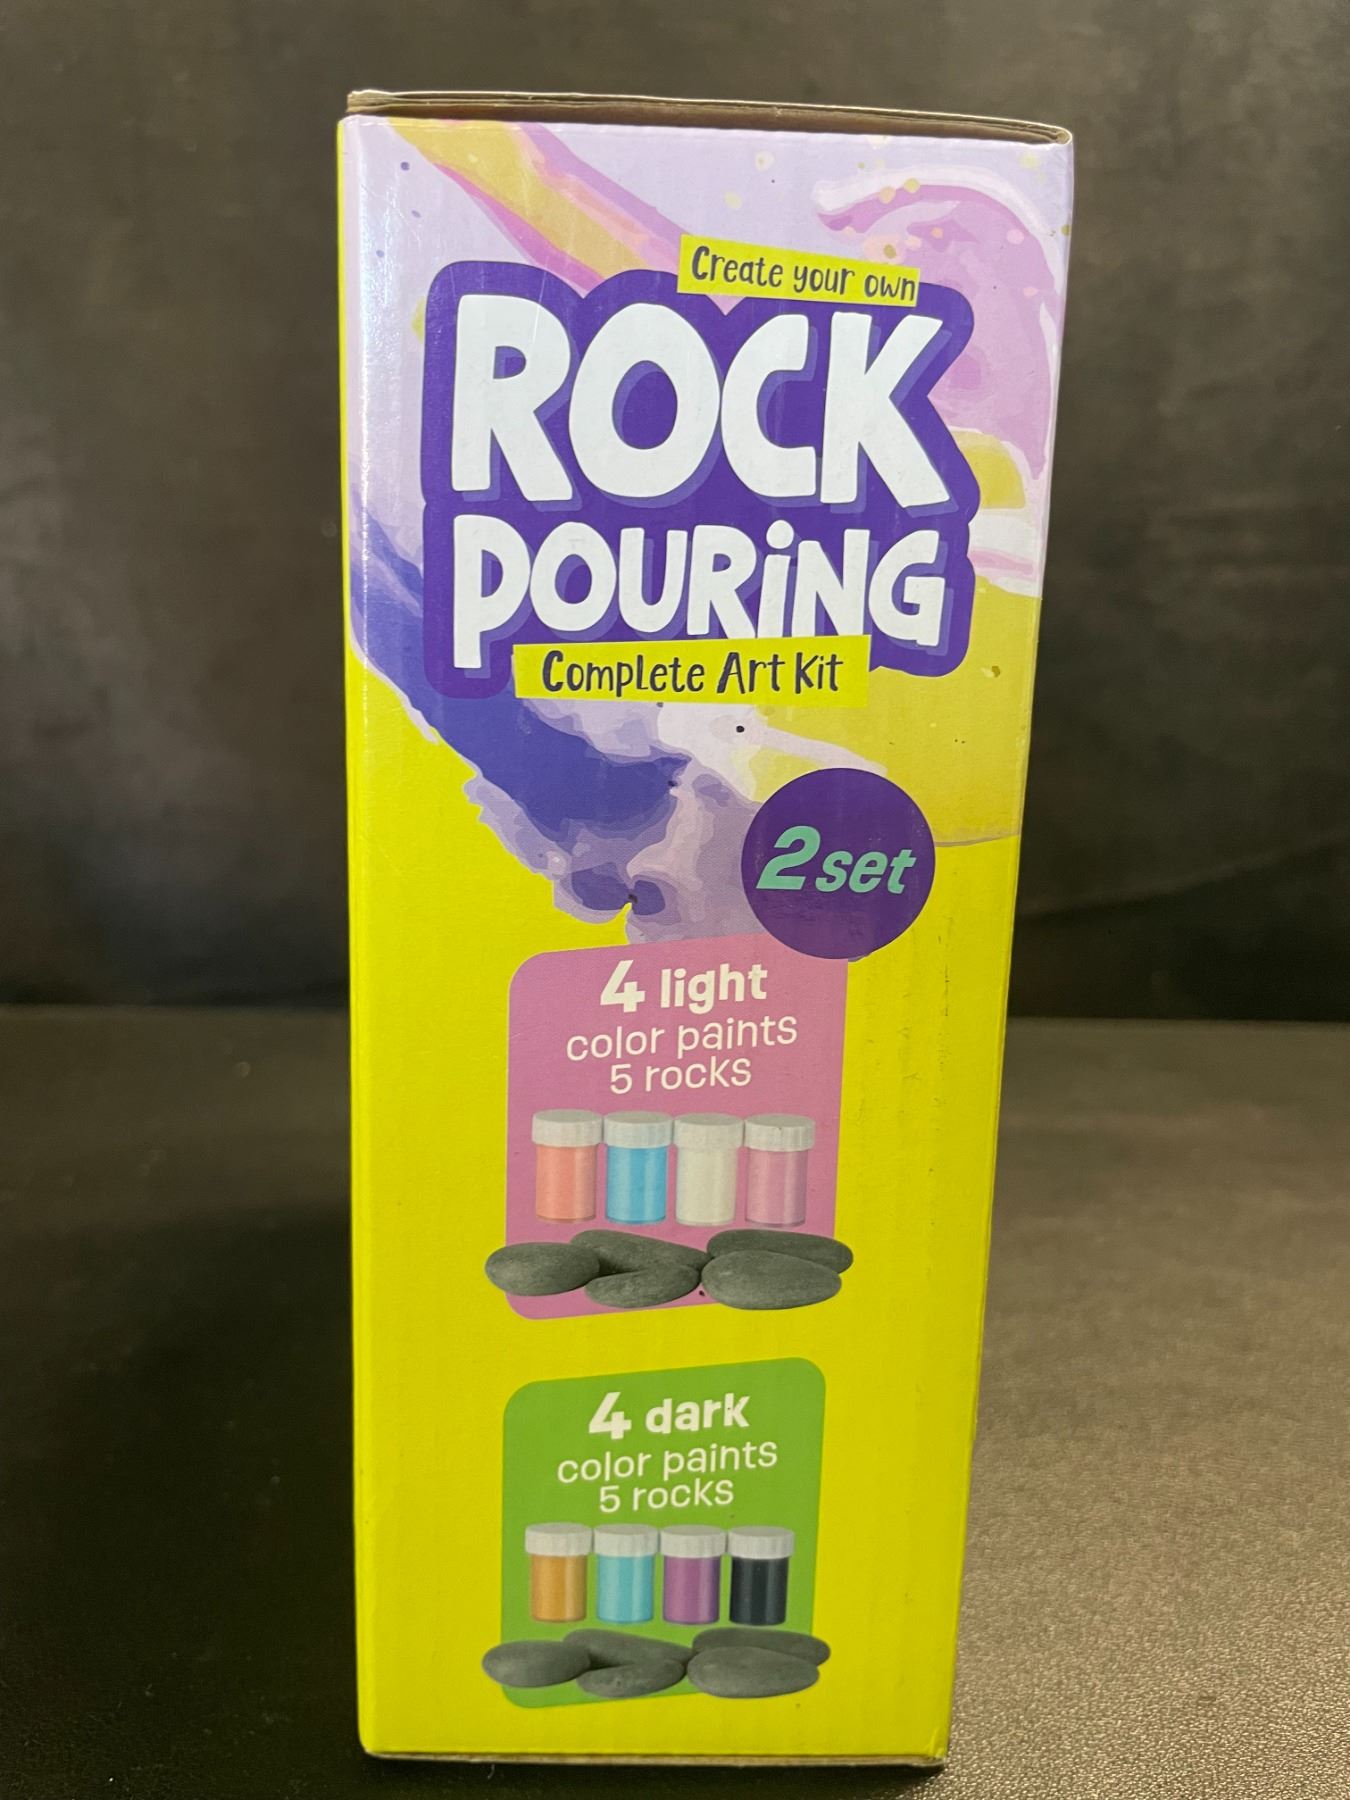 Create your own
ROCK
POURiNG
Complete Art Kit
2set
4 light
color paints
5 rocks
4 dark
color paints
5 rocks